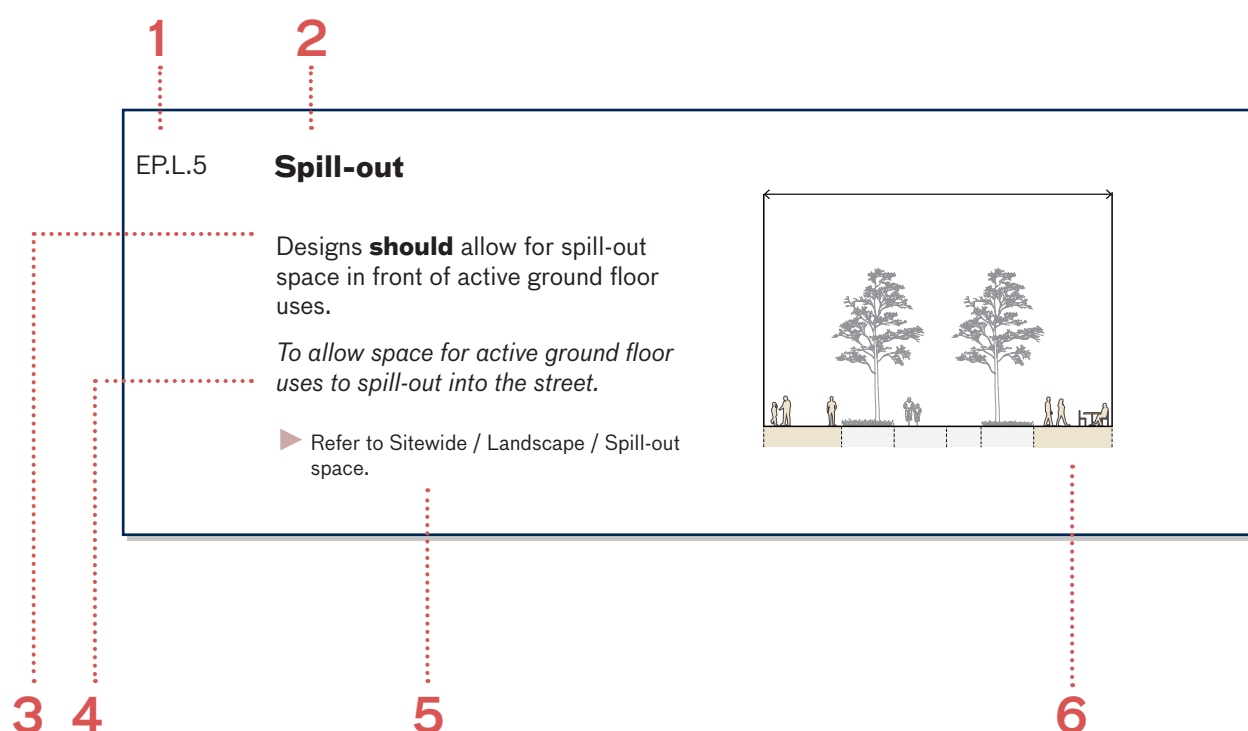 1 2
EP.L.5 Spill-out
Designs should allow for spill-out
space in front of active ground floor
uses.
To allow space for active ground floor
uses to spill-out into the street.
Refer to Sitewide / Landscape / Spill-out
space.
3 4 5 6